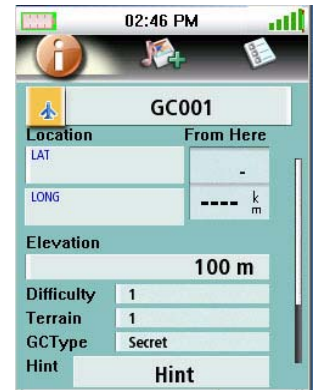 02:46 PM
GC001
Location From Here
LAT
-
LONG
---- k
m
Elevation
100 m
Difficulty 1
Terrain 1
GCType Secret
Hint Hint